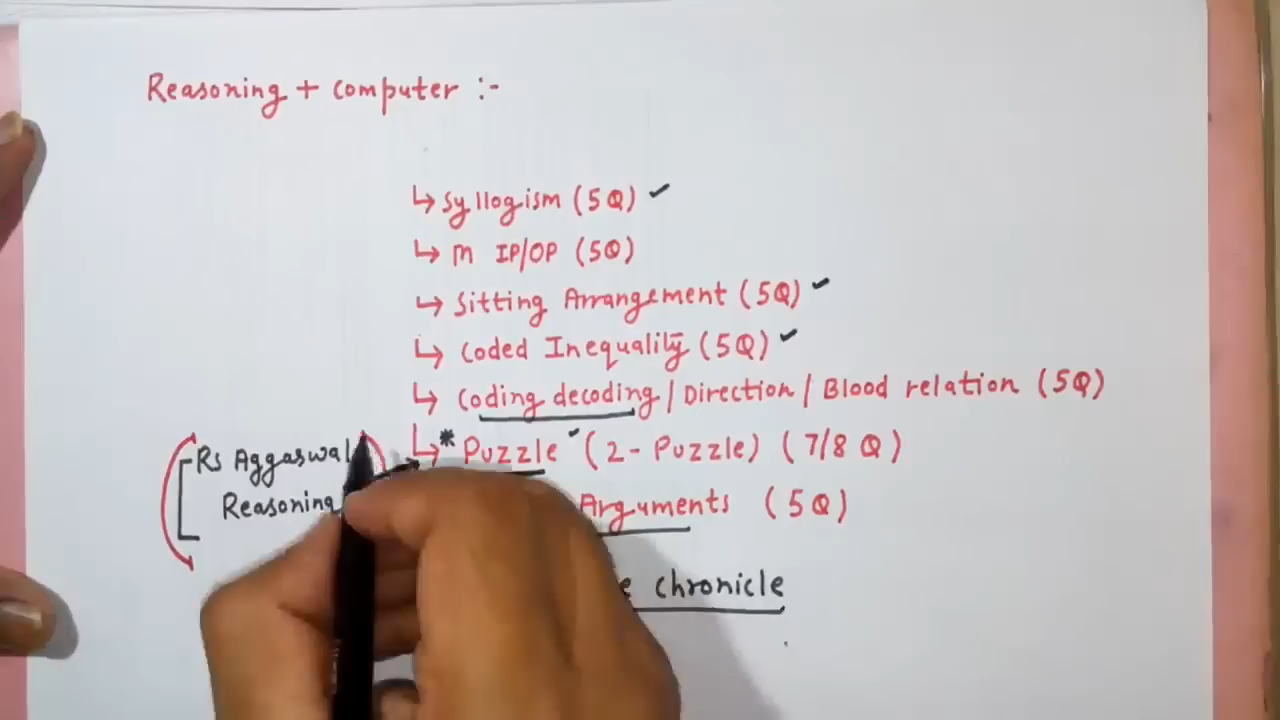 Reasoning + computer :-
↳ Syllogism (5Q) ✓
↳ m IP/OP (5Q)
↳ Sitting Arrangement (5Q) ✓
↳ Coded Inequality (5Q) ✓
↳ Coding decoding / Direction / Blood relation (5Q)
↳ * Puzzle ✓ (2 - Puzzle) (7/8 Q)
Arguments (5Q)
Rs Aggarwal
Reasoning
chronicle